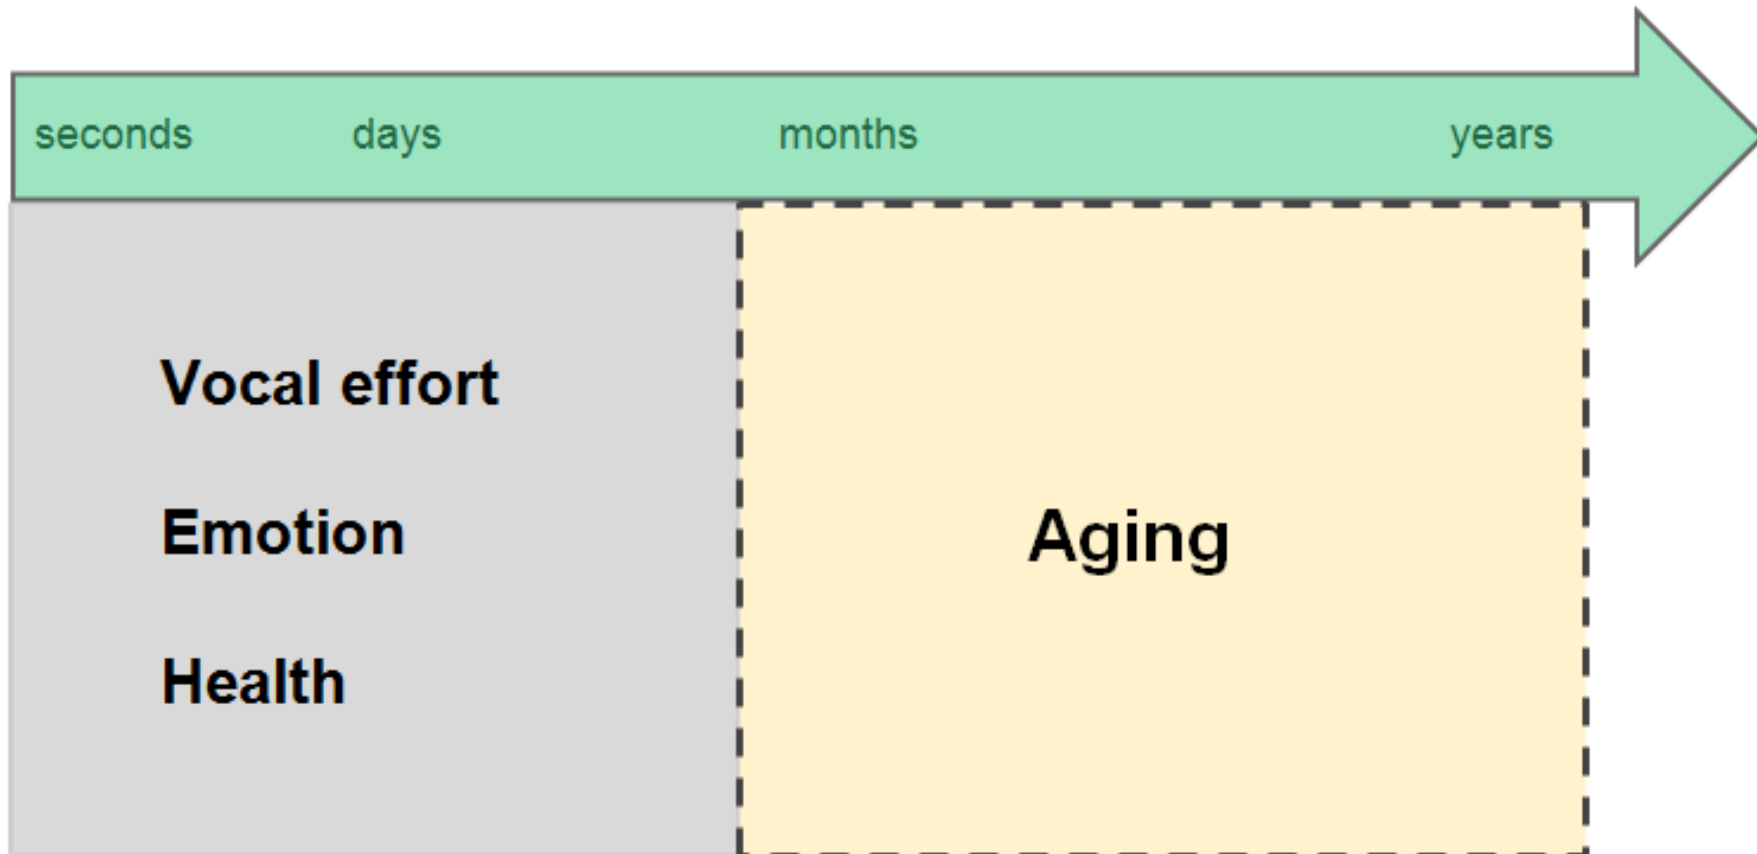 seconds days months years
Vocal effort
Emotion
Aging
Health